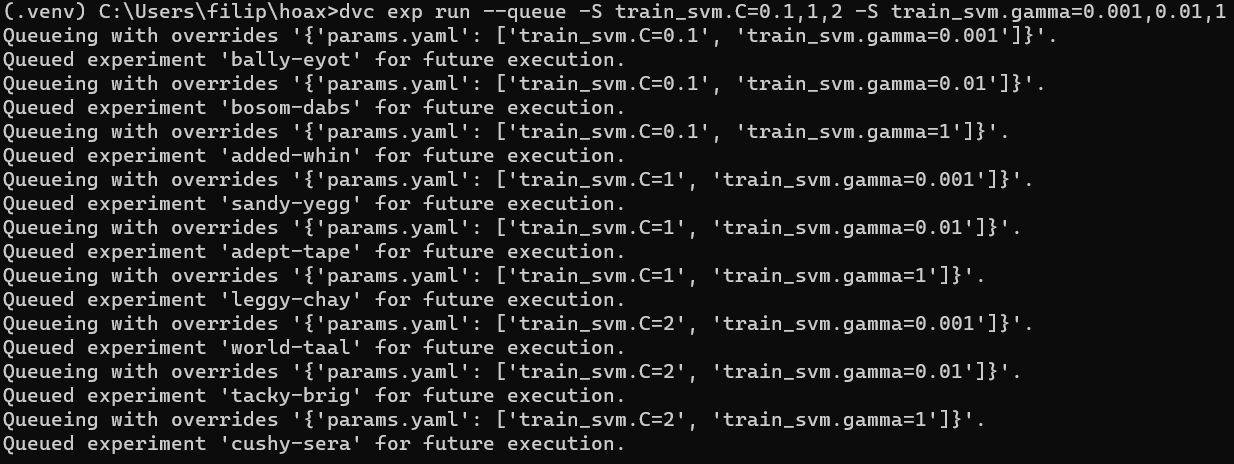 (.venv) C:\Users\filip\hoax>dvc exp run --queue -S train_svm.C=0.1,1,2 -S train_svm.gamma=0.001,0.01,1
Queueing with overrides '{'params.yaml': ['train_svm.C=0.1', 'train_svm.gamma=0.001']}'.
Queued experiment 'bally-eyot' for future execution.
Queueing with overrides '{'params.yaml': ['train_svm.C=0.1', 'train_svm.gamma=0.01']}'.
Queued experiment 'bosom-dabs' for future execution.
Queueing with overrides '{'params.yaml': ['train_svm.C=0.1', 'train_svm.gamma=1']}'.
Queued experiment 'added-whin' for future execution.
Queueing with overrides '{'params.yaml': ['train_svm.C=1', 'train_svm.gamma=0.001']}'.
Queued experiment 'sandy-yegg' for future execution.
Queueing with overrides '{'params.yaml': ['train_svm.C=1', 'train_svm.gamma=0.01']}'.
Queued experiment 'adept-tape' for future execution.
Queueing with overrides '{'params.yaml': ['train_svm.C=1', 'train_svm.gamma=1']}'.
Queued experiment 'leggy-chay' for future execution.
Queueing with overrides '{'params.yaml': ['train_svm.C=2', 'train_svm.gamma=0.001']}'.
Queued experiment 'world-taal' for future execution.
Queueing with overrides '{'params.yaml': ['train_svm.C=2', 'train_svm.gamma=0.01']}'.
Queued experiment 'tacky-brig' for future execution.
Queueing with overrides '{'params.yaml': ['train_svm.C=2', 'train_svm.gamma=1']}'.
Queued experiment 'cushy-sera' for future execution.